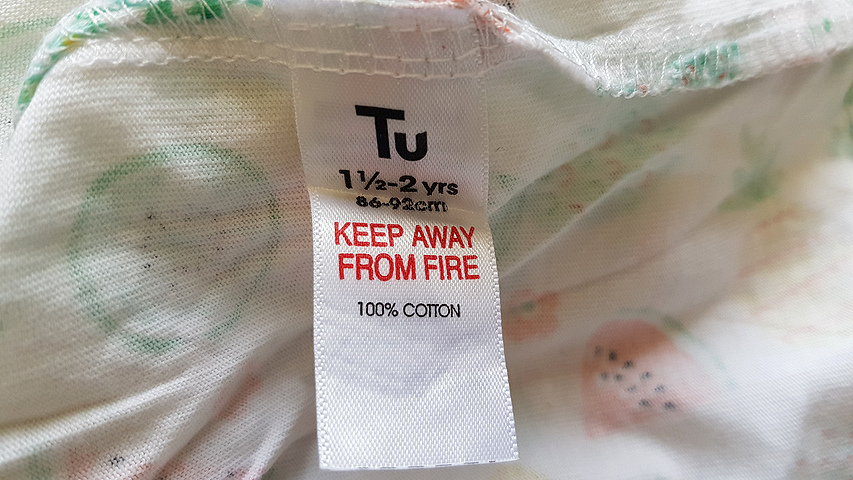 Tu
1½-2 yrs
86-92cm
KEEP AWAY
FROM FIRE
100% COTTON